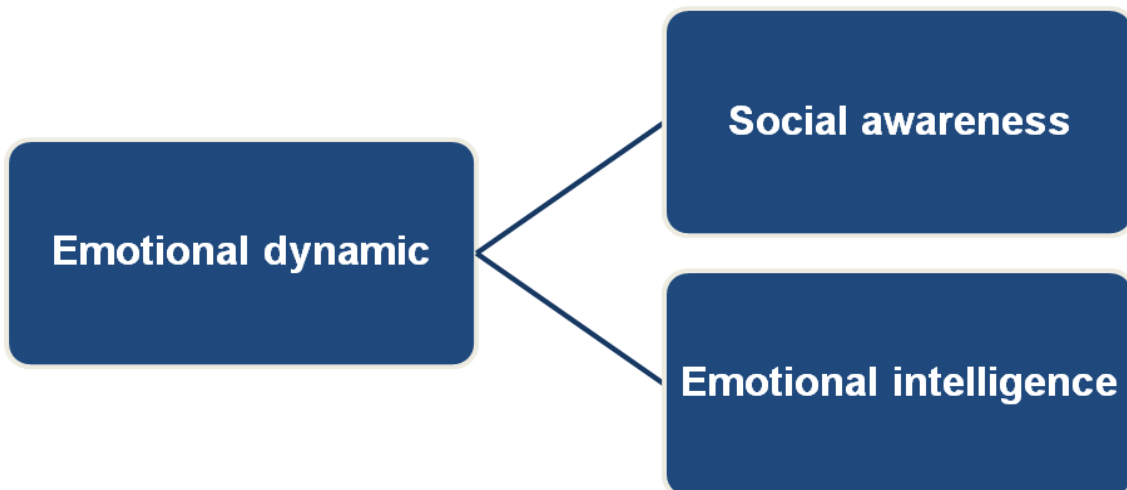 Social awareness
Emotional dynamic
Emotional intelligence